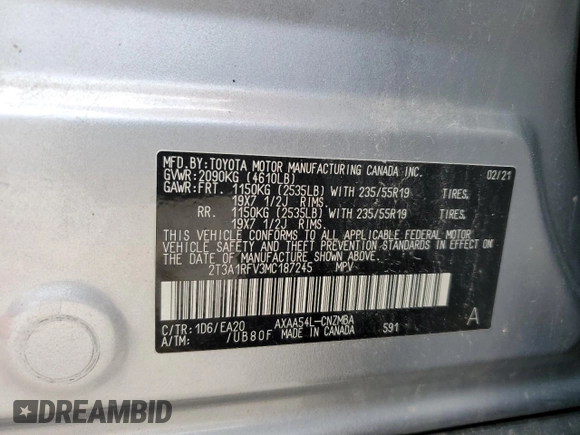 MFD.BY:TOYOTA MOTOR MANUFACTURING CANADA INC. 02/21
GVWR:2090KG (4610LB)
GAWR:FRT. 1150KG (2535LB) WITH 235/55R19 TIRES,
19X7 1/2J RIMS,
RR. 1150KG (2535LB) WITH 235/55R19 TIRES,
19X7 1/2J RIMS,
THIS VEHICLE CONFORMS TO ALL APPLICABLE FEDERAL MOTOR
VEHICLE SAFETY AND THEFT PREVENTION STANDARDS IN EFFECT ON
THE DATE OF MANUFACTURE SHOWN ABOVE.
2T3A1RFV3MC187245 MPV
C/TR:1D6/EA20 AXAA54L-CNZMBA A
A/TM: /UB80F MADE IN CANADA 591
DREAMBID